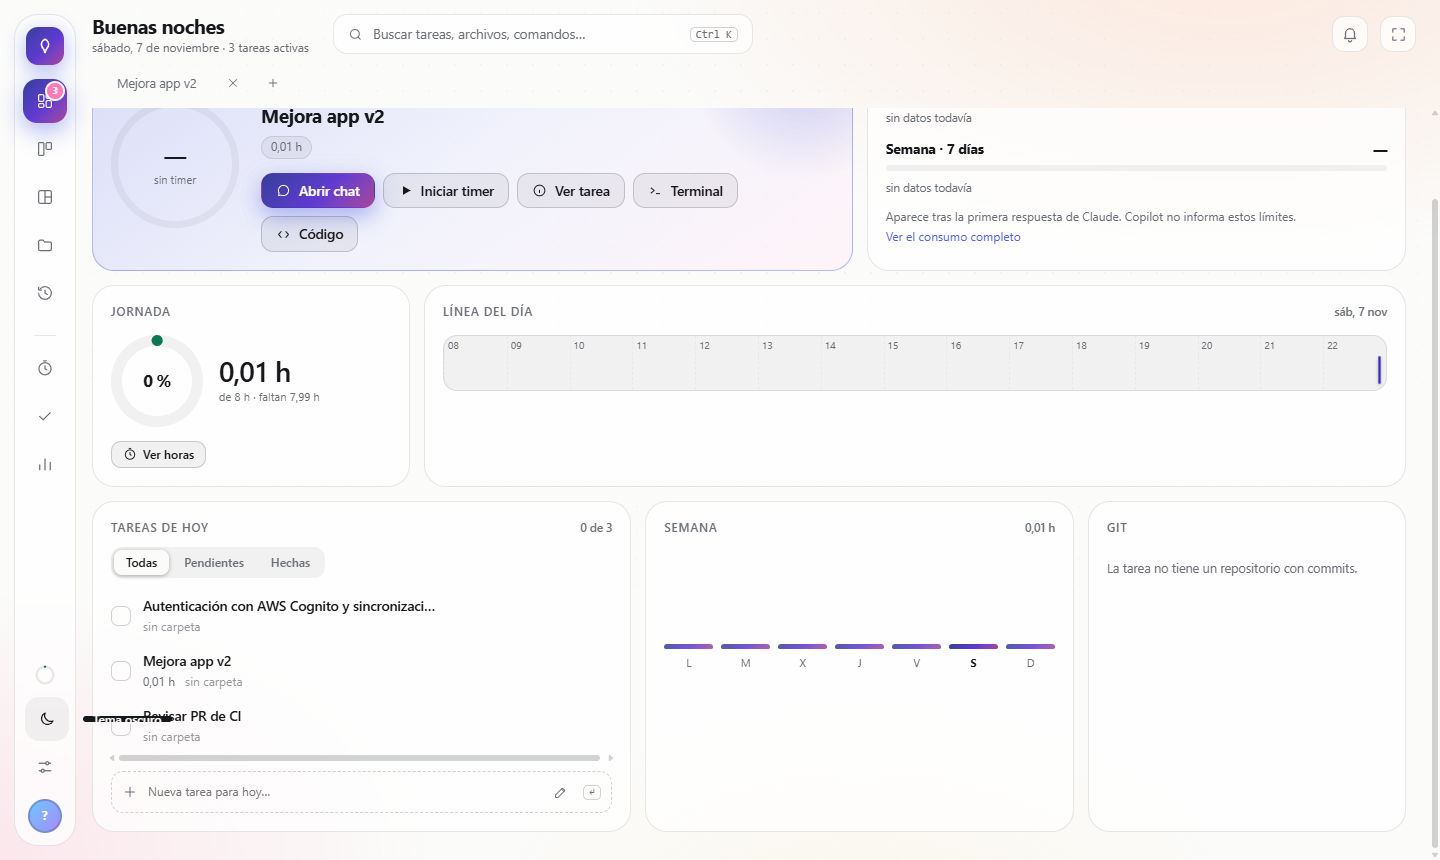 Buenas noches
sábado, 7 de noviembre · 3 tareas activas
Buscar tareas, archivos, comandos...
Ctrl K
3
Mejora app v2
Mejora app v2
0,01 h
—
sin timer
Abrir chat
Iniciar timer
Ver tarea
Terminal
Código
sin datos todavía
Semana · 7 días
—
sin datos todavía
Aparece tras la primera respuesta de Claude. Copilot no informa estos límites.
Ver el consumo completo
JORNADA
0 %
0,01 h
de 8 h · faltan 7,99 h
Ver horas
LÍNEA DEL DÍA
sáb, 7 nov
08 09 10 11 12 13 14 15 16 17 18 19 20 21 22
TAREAS DE HOY
0 de 3
Todas
Pendientes
Hechas
Autenticación con AWS Cognito y sincronizaci...
sin carpeta
Mejora app v2
0,01 h sin carpeta
Tema oscuro
Revisar PR de CI
sin carpeta
Nueva tarea para hoy...
SEMANA
0,01 h
L M X J V S D
GIT
La tarea no tiene un repositorio con commits.
?